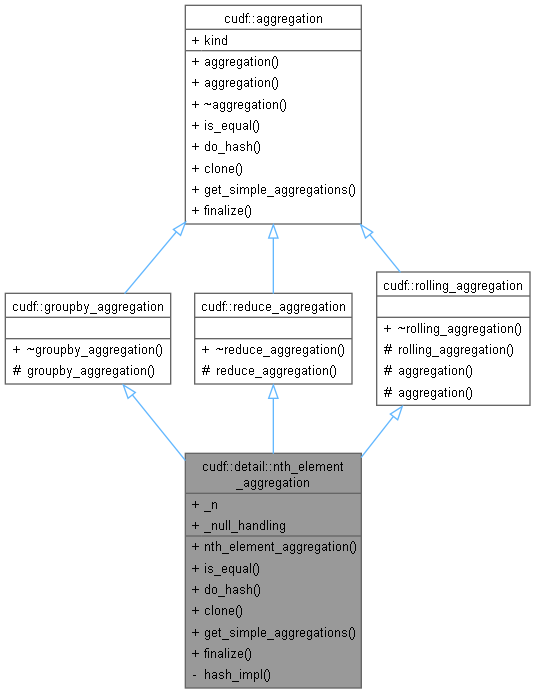 cudf::aggregation
+ kind
+ aggregation()
+ aggregation()
+ ~aggregation()
+ is_equal()
+ do_hash()
+ clone()
+ get_simple_aggregations()
+ finalize()
cudf::groupby_aggregation
+ ~groupby_aggregation()
# groupby_aggregation()
cudf::reduce_aggregation
+ ~reduce_aggregation()
# reduce_aggregation()
cudf::rolling_aggregation
+ ~rolling_aggregation()
# rolling_aggregation()
# aggregation()
# aggregation()
cudf::detail::nth_element
_aggregation
+ _n
+ _null_handling
+ nth_element_aggregation()
+ is_equal()
+ do_hash()
+ clone()
+ get_simple_aggregations()
+ finalize()
- hash_impl()